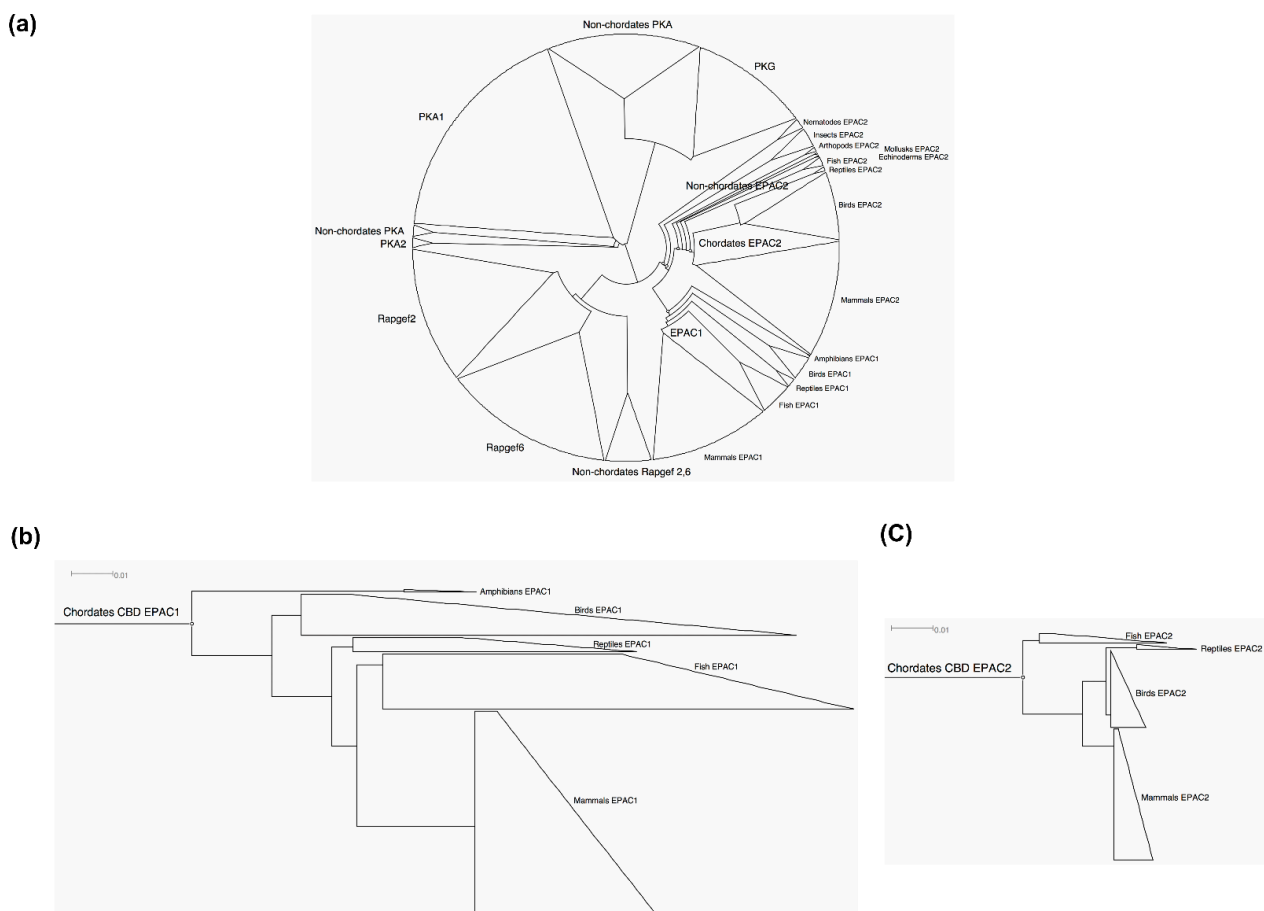 (a)
Non-chordates PKA
PKG
PKA1
Nematodes EPAC2
Insects EPAC2
Arthopods EPAC2
Mollusks EPAC2
Echinoderms EPAC2
Fish EPAC2
Reptiles EPAC2
Non-chordates EPAC2
Birds EPAC2
Non-chordates PKA
PKA2
Chordates EPAC2
Mammals EPAC2
Rapgef2
EPAC1
Amphibians EPAC1
Birds EPAC1
Reptiles EPAC1
Fish EPAC1
Rapgef6
Mammals EPAC1
Non-chordates Rapgef 2,6
(b)
0.01
Chordates CBD EPAC1
Amphibians EPAC1
Birds EPAC1
Reptiles EPAC1
Fish EPAC1
Mammals EPAC1
(C)
0.01
Fish EPAC2
Reptiles EPAC2
Chordates CBD EPAC2
Birds EPAC2
Mammals EPAC2